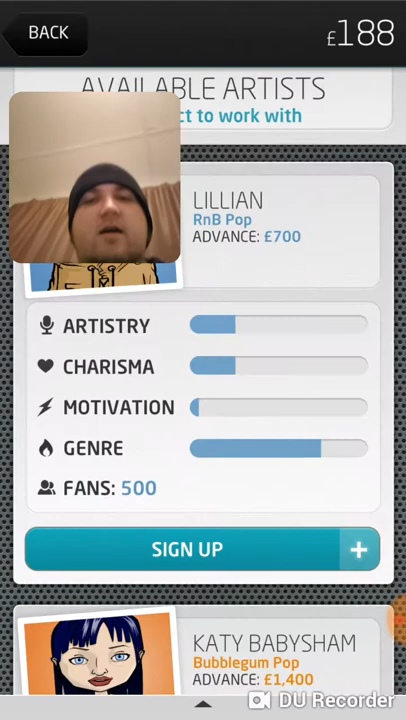 BACK
£188
AVAILABLE ARTISTS
ct to work with
LILLIAN
RnB Pop
ADVANCE: £700
ARTISTRY
CHARISMA
MOTIVATION
GENRE
FANS: 500
SIGN UP +
KATY BABYSHAM
Bubblegum Pop
ADVANCE: £1,400
DU Recorder